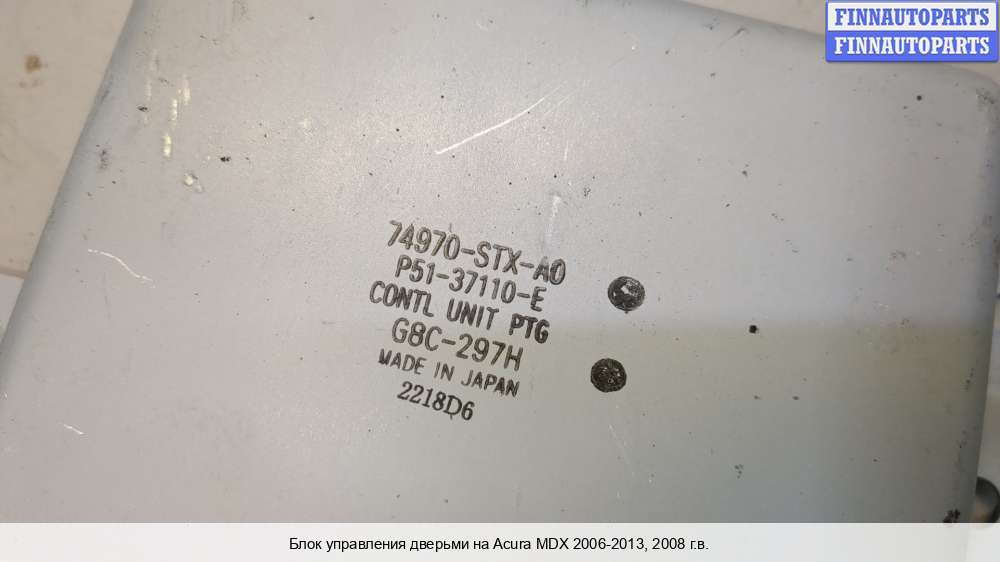 FINNAUTOPARTS
FINNAUTOPARTS
74970-STX-A0
P51-37110-E
CONTL UNIT PTG
G8C-297H
MADE IN JAPAN
2218D6
Блок управления дверьми на Acura MDX 2006-2013, 2008 г.в.